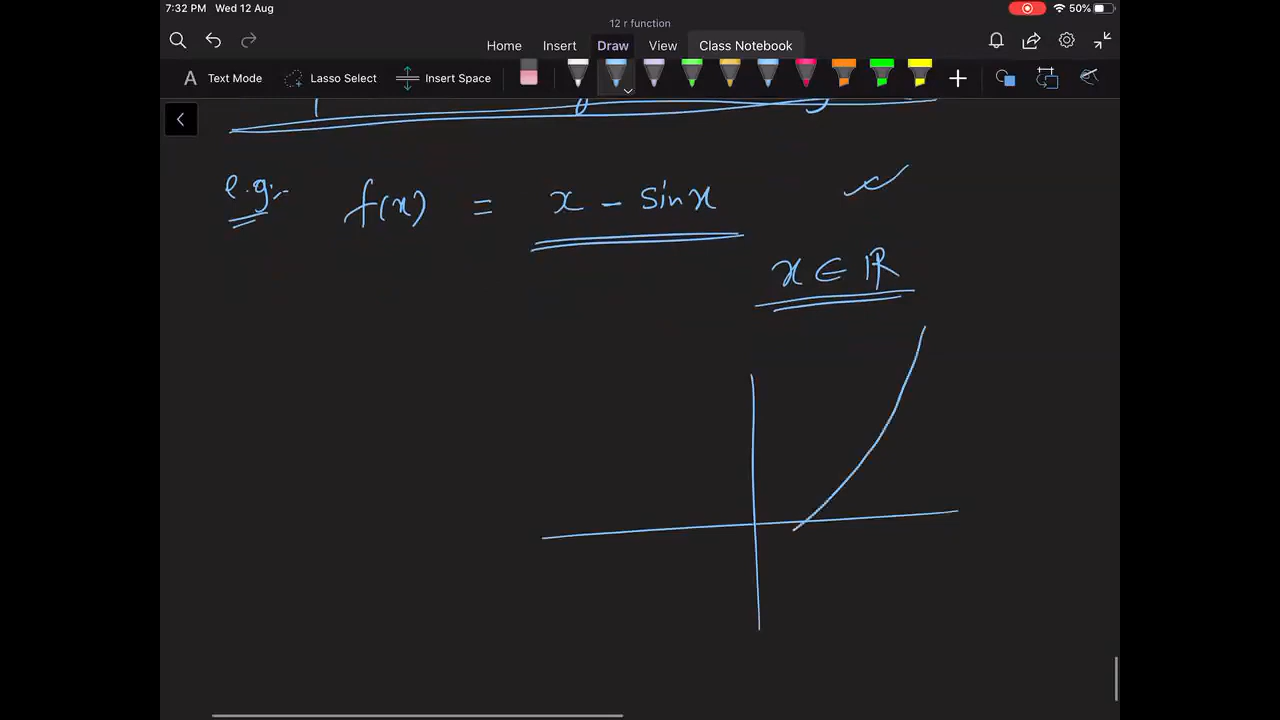 7:32 PM Wed 12 Aug
50%
12 r function
Home Insert Draw View Class Notebook
A Text Mode Lasso Select Insert Space
e.g:-
f(x) = x - sinx
x ∈ ℝ